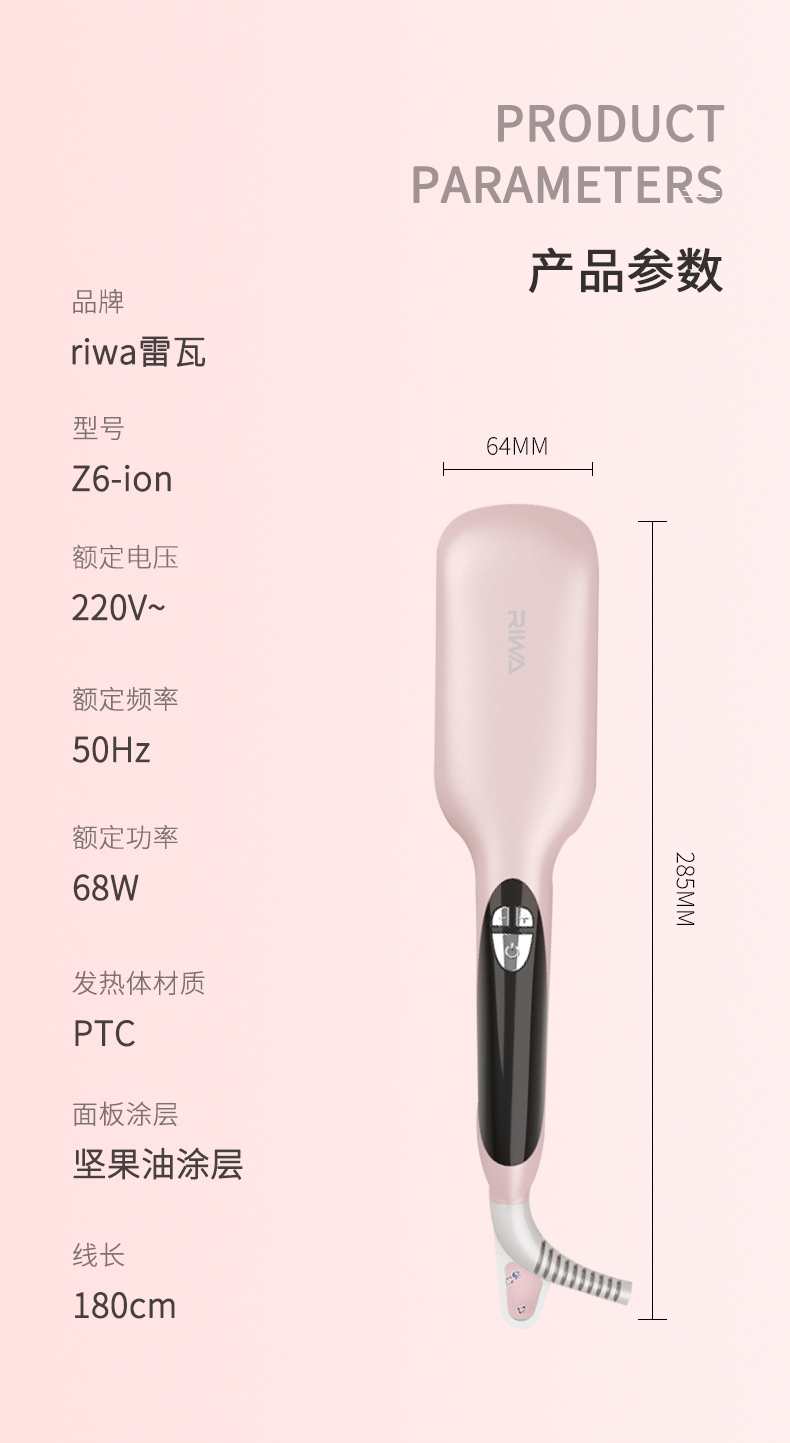 PRODUCT
PARAMETERS
产品参数
品牌
riwa雷瓦
型号
Z6-ion
额定电压
220V~
额定频率
50Hz
额定功率
68W
发热体材质
PTC
面板涂层
坚果油涂层
线长
180cm
64MM
RIWA
285MM